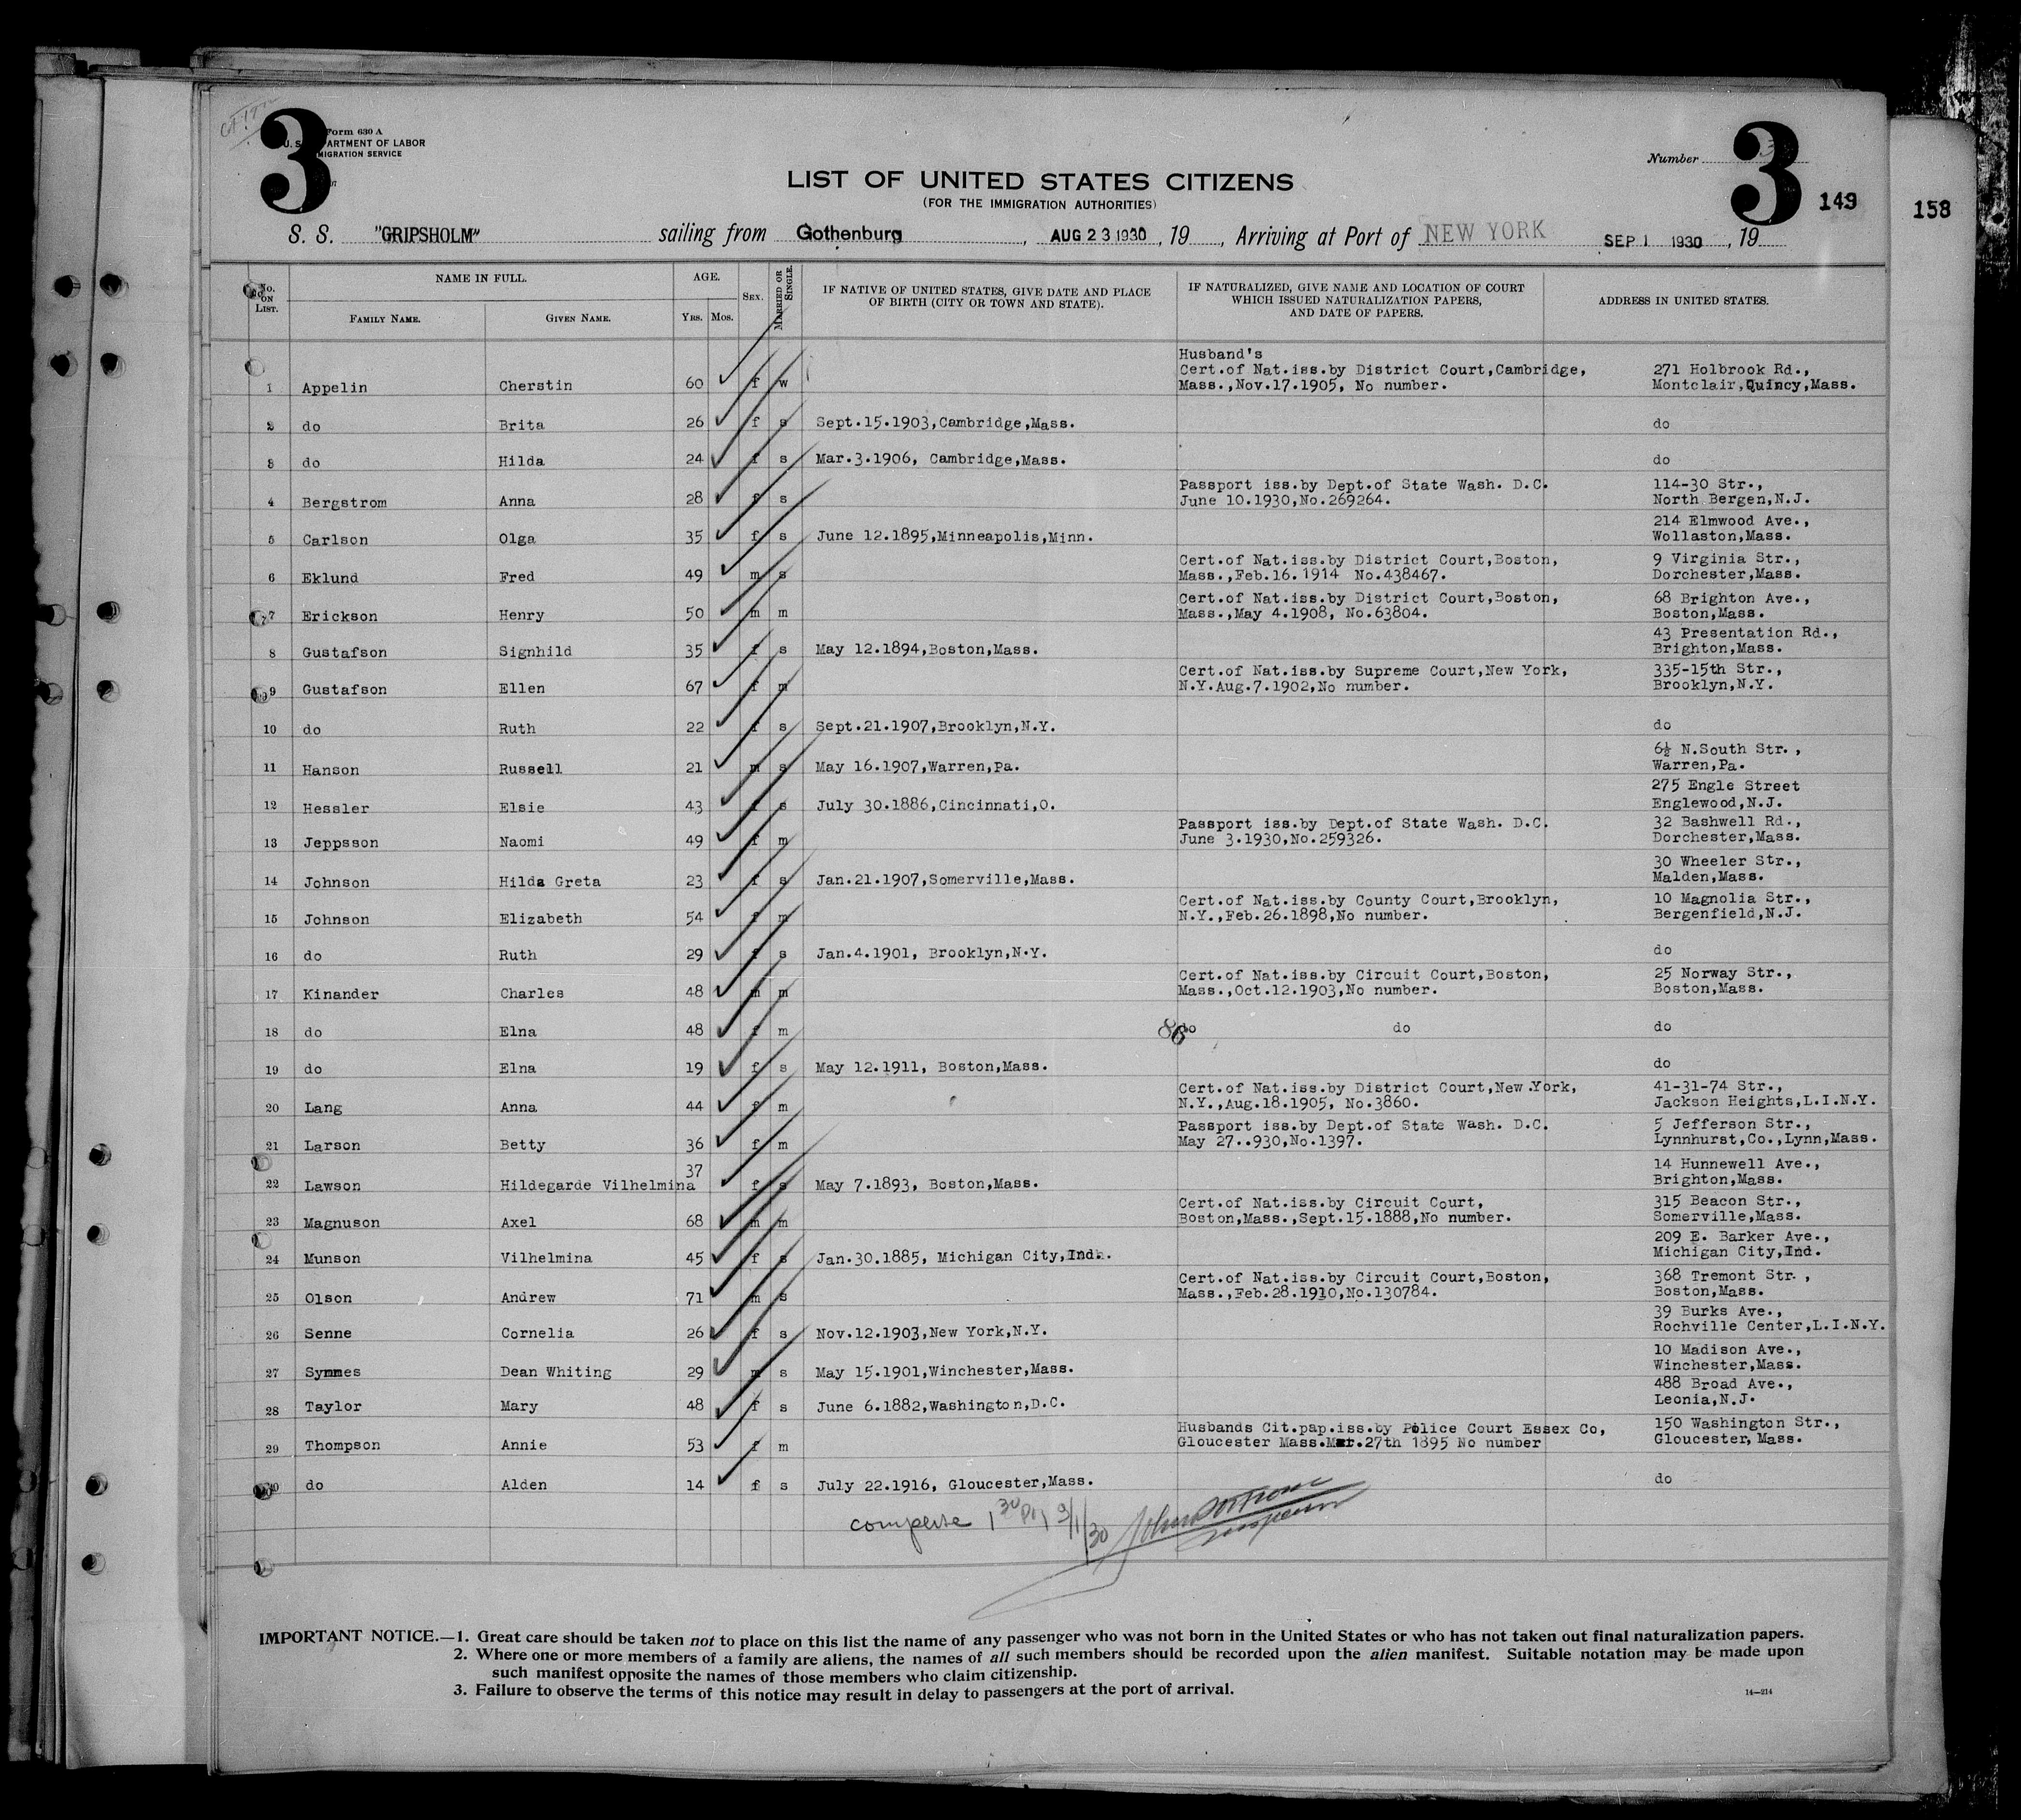 3
Form 630 A
U. S. DEPARTMENT OF LABOR
IMMIGRATION SERVICE
Number 3
3
149
158
LIST OF UNITED STATES CITIZENS
(FOR THE IMMIGRATION AUTHORITIES)
S. S. "GRIPSHOLM" sailing from Gothenburg, AUG 23 1930, 19, Arriving at Port of NEW YORK SEP 1 1930, 19
No. ON LIST. NAME IN FULL. AGE. SEX. MARRIED OR SINGLE. IF NATIVE OF UNITED STATES, GIVE DATE AND PLACE OF BIRTH (CITY OR TOWN AND STATE). IF NATURALIZED, GIVE NAME AND LOCATION OF COURT WHICH ISSUED NATURALIZATION PAPERS, AND DATE OF PAPERS. ADDRESS IN UNITED STATES.
FAMILY NAME. GIVEN NAME. YRS. MOS.
Husband's
Cert.of Nat.iss.by District Court,Cambridge, 271 Holbrook Rd.,
1 Appelin Cherstin 60 f w Mass.,Nov.17.1905, No number. Montclair,Quincy,Mass.
2 do Brita 26 f s Sept.15.1903,Cambridge,Mass. do
3 do Hilda 24 f s Mar.3.1906, Cambridge,Mass. do
Passport iss.by Dept.of State Wash. D.C. 114-30 Str.,
4 Bergstrom Anna 28 f s June 10.1930,No.269264. North Bergen,N.J.
214 Elmwood Ave.,
5 Carlson Olga 35 f s June 12.1895,Minneapolis,Minn. Wollaston,Mass.
Cert.of Nat.iss.by District Court,Boston, 9 Virginia Str.,
6 Eklund Fred 49 m s Mass.,Feb.16.1914 No.438467. Dorchester,Mass.
Cert.of Nat.iss.by District Court,Boston, 68 Brighton Ave.,
7 Erickson Henry 50 m m Mass.,May 4.1908, No.63804. Boston,Mass.
43 Presentation Rd.,
8 Gustafson Signhild 35 f s May 12.1894,Boston,Mass. Brighton,Mass.
Cert.of Nat.iss.by Supreme Court,New York, 335-15th Str.,
9 Gustafson Ellen 67 f m N.Y.Aug.7.1902,No number. Brooklyn,N.Y.
10 do Ruth 22 f s Sept.21.1907,Brooklyn,N.Y. do
6½ N.South Str.,
11 Hanson Russell 21 m s May 16.1907,Warren,Pa. Warren,Pa.
275 Engle Street
12 Hessler Elsie 43 f s July 30.1886,Cincinnati,O. Englewood,N.J.
Passport iss.by Dept.of State Wash. D.C. 32 Bashwell Rd.,
13 Jeppsson Naomi 49 f m June 3.1930,No.259326. Dorchester,Mass.
30 Wheeler Str.,
14 Johnson Hilda Greta 23 f s Jan.21.1907,Somerville,Mass. Malden,Mass.
Cert.of Nat.iss.by County Court,Brooklyn, 10 Magnolia Str.,
15 Johnson Elizabeth 54 f m N.Y.,Feb.26.1898,No number. Bergenfield,N.J.
16 do Ruth 29 f s Jan.4.1901, Brooklyn,N.Y. do
Cert.of Nat.iss.by Circuit Court,Boston, 25 Norway Str.,
17 Kinander Charles 48 m m Mass.,Oct.12.1903,No number. Boston,Mass.
18 do Elna 48 f m do do do
19 do Elna 19 f s May 12.1911, Boston,Mass. do
Cert.of Nat.iss.by District Court,New York, 41-31-74 Str.,
20 Lang Anna 44 f m N.Y.,Aug.18.1905, No.3860. Jackson Heights,L.I.N.Y.
Passport iss.by Dept.of State Wash. D.C. 5 Jefferson Str.,
21 Larson Betty 36 f m May 27..930,No.1397. Lynnhurst,Co.,Lynn,Mass.
37 14 Hunnewell Ave.,
22 Lawson Hildegarde Vilhelmina f s May 7.1893, Boston,Mass. Brighton,Mass.
Cert.of Nat.iss.by Circuit Court, 315 Beacon Str.,
23 Magnuson Axel 68 m m Boston,Mass.,Sept.15.1888,No number. Somerville,Mass.
209 E. Barker Ave.,
24 Munson Vilhelmina 45 f s Jan.30.1885, Michigan City,Ind. Michigan City,Ind.
Cert.of Nat.iss.by Circuit Court,Boston, 368 Tremont Str.,
25 Olson Andrew 71 m s Mass.,Feb.28.1910,No.130784. Boston,Mass.
39 Burks Ave.,
26 Senne Cornelia 26 f s Nov.12.1903,New York,N.Y. Rochville Center,L.I.N.Y.
10 Madison Ave.,
27 Symmes Dean Whiting 29 m s May 15.1901,Winchester,Mass. Winchester,Mass.
488 Broad Ave.,
28 Taylor Mary 48 f s June 6.1882,Washington,D.C. Leonia,N.J.
Husbands Cit.pap.iss.by Police Court Essex Co, 150 Washington Str.,
29 Thompson Annie 53 f m Gloucester Mass.Mar.27th 1895 No number Gloucester, Mass.
30 do Alden 14 f s July 22.1916, Gloucester,Mass. do
1 30 PM 9/1/30
IMPORTANT NOTICE.—1. Great care should be taken not to place on this list the name of any passenger who was not born in the United States or who has not taken out final naturalization papers.
2. Where one or more members of a family are aliens, the names of all such members should be recorded upon the alien manifest. Suitable notation may be made upon
such manifest opposite the names of those members who claim citizenship.
3. Failure to observe the terms of this notice may result in delay to passengers at the port of arrival.
14—214